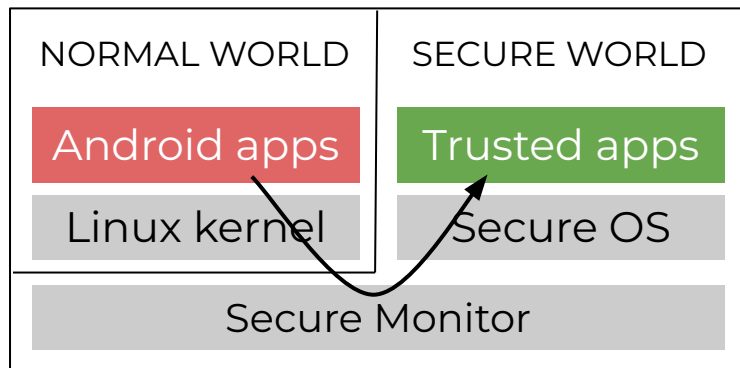 NORMAL WORLD
SECURE WORLD
Android apps
Trusted apps
Linux kernel
Secure OS
Secure Monitor